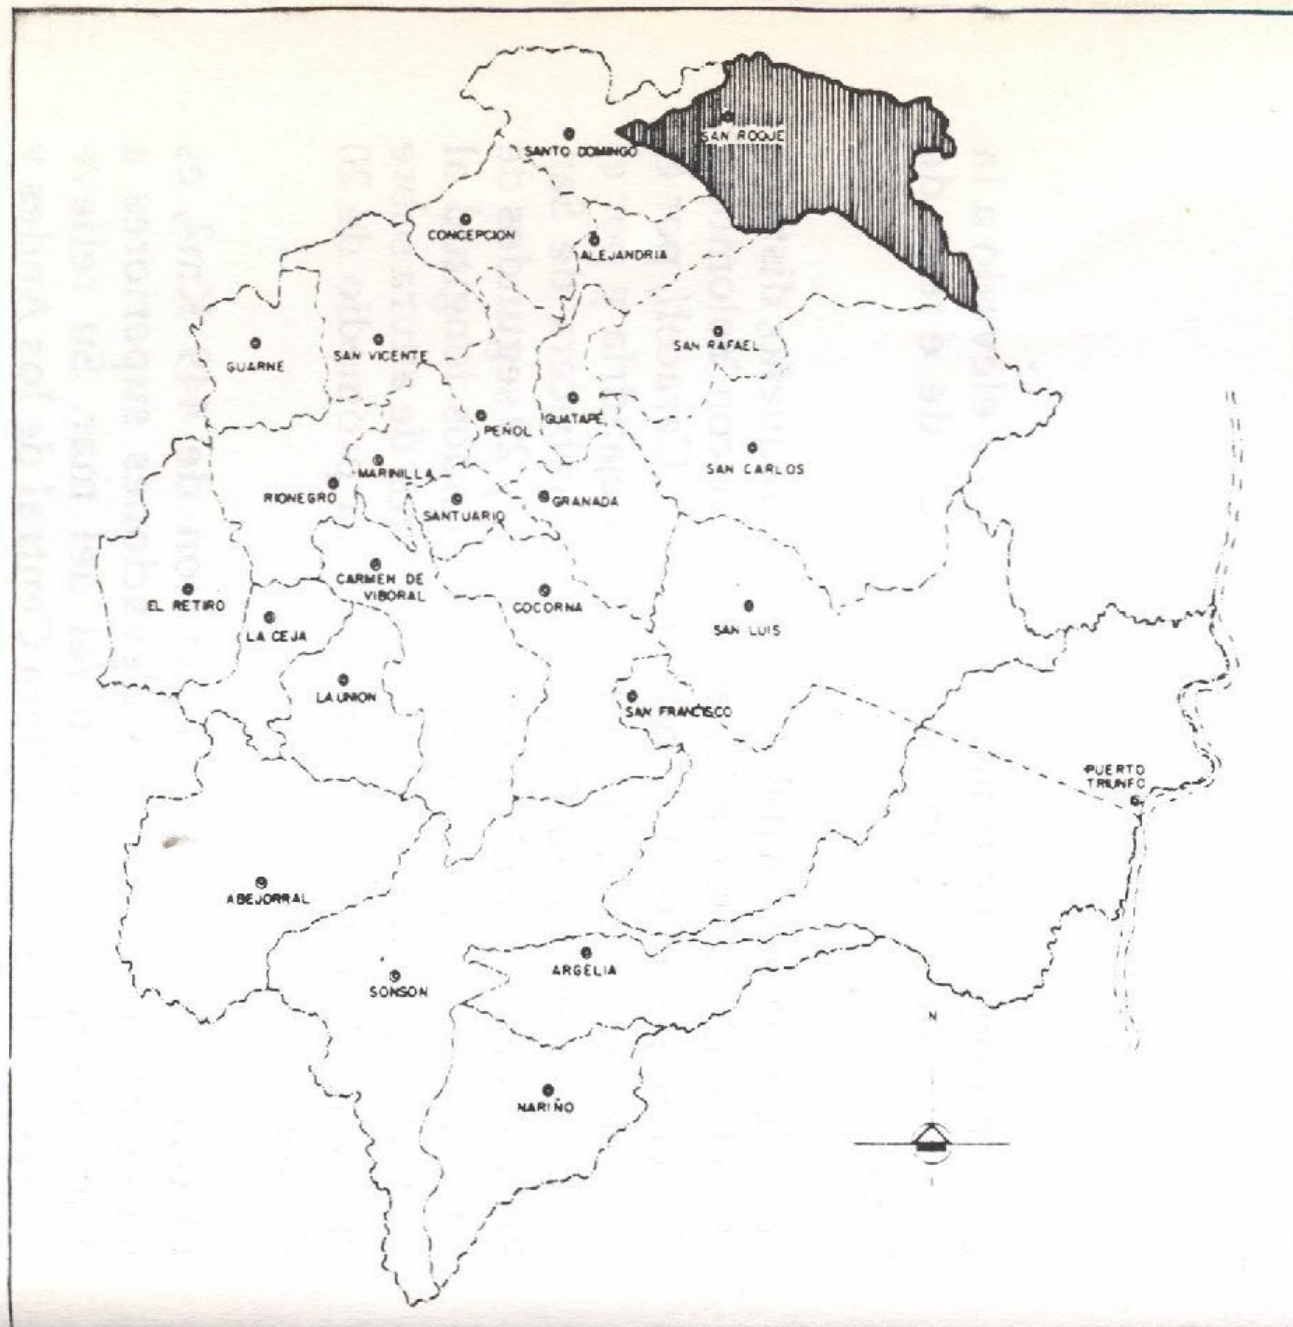 SAN ROQUE
SANTO DOMINGO
CONCEPCION
ALEJANDRIA
GUARNE
SAN VICENTE
SAN RAFAEL
PEÑOL
GUATAPÉ
SAN CARLOS
MARINILLA
RIONEGRO
SANTUARIO
GRANADA
CARMEN DE
VIBORAL
EL RETIRO
COCORNA
LA CEJA
SAN LUIS
LA UNION
SAN FRANCISCO
PUERTO
TRIUNFO
ABEJORRAL
ARGELIA
SONSON
N
NARIÑO